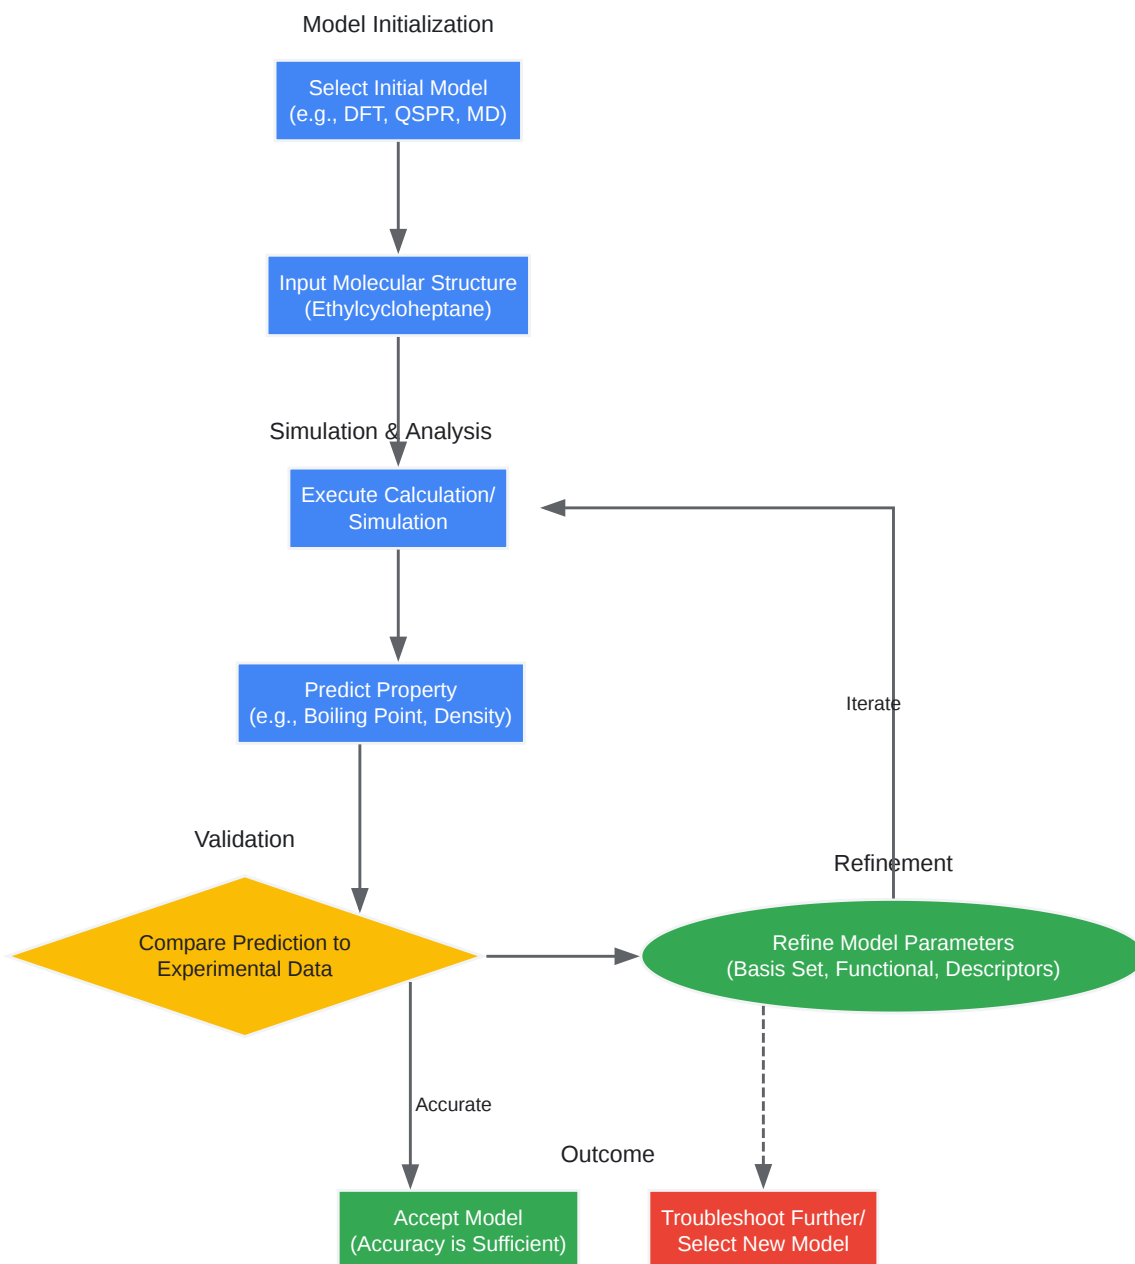 Model Initialization
Select Initial Model
(e.g., DFT, QSPR, MD)
Input Molecular Structure
(Ethylcycloheptane)
Simulation & Analysis
Execute Calculation/
Simulation
Predict Property
(e.g., Boiling Point, Density)
Iterate
Validation
Refinement
Compare Prediction to
Experimental Data
Refine Model Parameters
(Basis Set, Functional, Descriptors)
Accurate
Outcome
Accept Model
(Accuracy is Sufficient)
Troubleshoot Further/
Select New Model